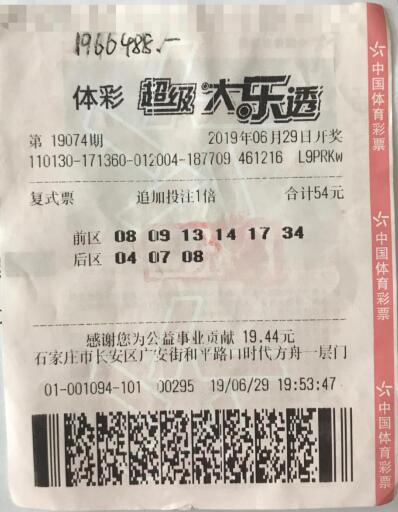 1966488.-
体彩 超级大乐透
第 19074期 2019年06月29日开奖
110130-171360-012004-187709 461216 L9PRKw
复式票 追加投注1倍 合计54元
前区 08 09 13 14 17 34
后区 04 07 08
感谢您为公益事业贡献 19.44元
石家庄市长安区广安街和平路口时代方舟一层门
01-001094-101 00295 19/06/29 19:53:47
中国体育彩票
中国体育彩票
中国体育彩票